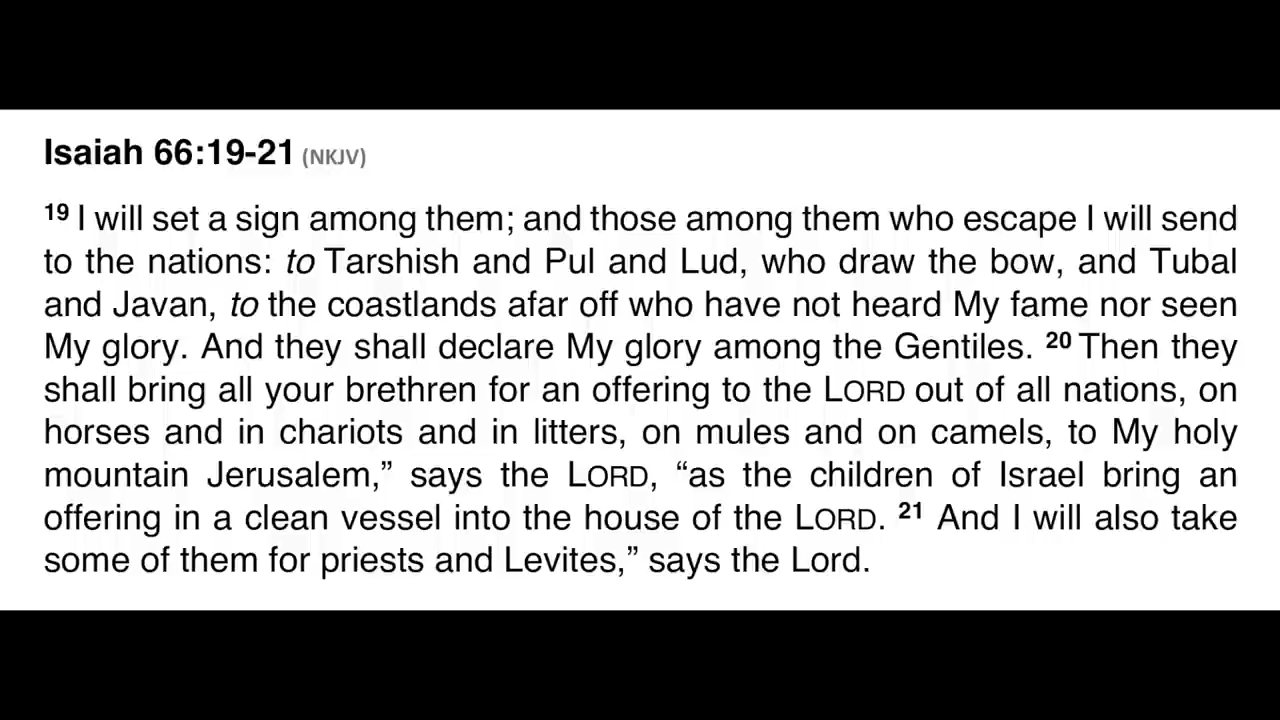 Isaiah 66:19-21 (NKJV)
19 I will set a sign among them; and those among them who escape I will send
to the nations: to Tarshish and Pul and Lud, who draw the bow, and Tubal
and Javan, to the coastlands afar off who have not heard My fame nor seen
My glory. And they shall declare My glory among the Gentiles. 20 Then they
shall bring all your brethren for an offering to the LORD out of all nations, on
horses and in chariots and in litters, on mules and on camels, to My holy
mountain Jerusalem,” says the LORD, “as the children of Israel bring an
offering in a clean vessel into the house of the LORD. 21 And I will also take
some of them for priests and Levites,” says the Lord.